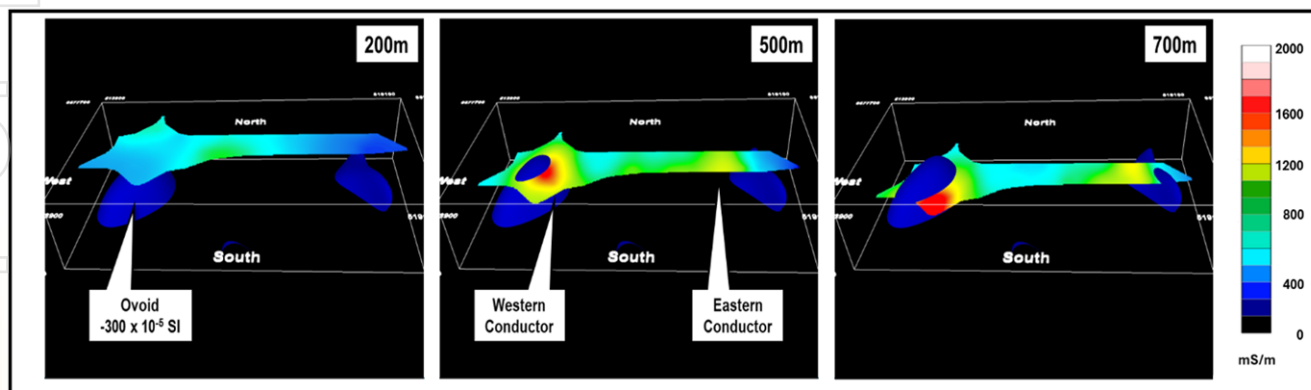 200m
North
West
South
Ovoid
-300 x 10⁻⁵ SI
500m
North
West
South
Western
Conductor
Eastern
Conductor
700m
North
West
South
2000
1600
1200
800
400
0
mS/m